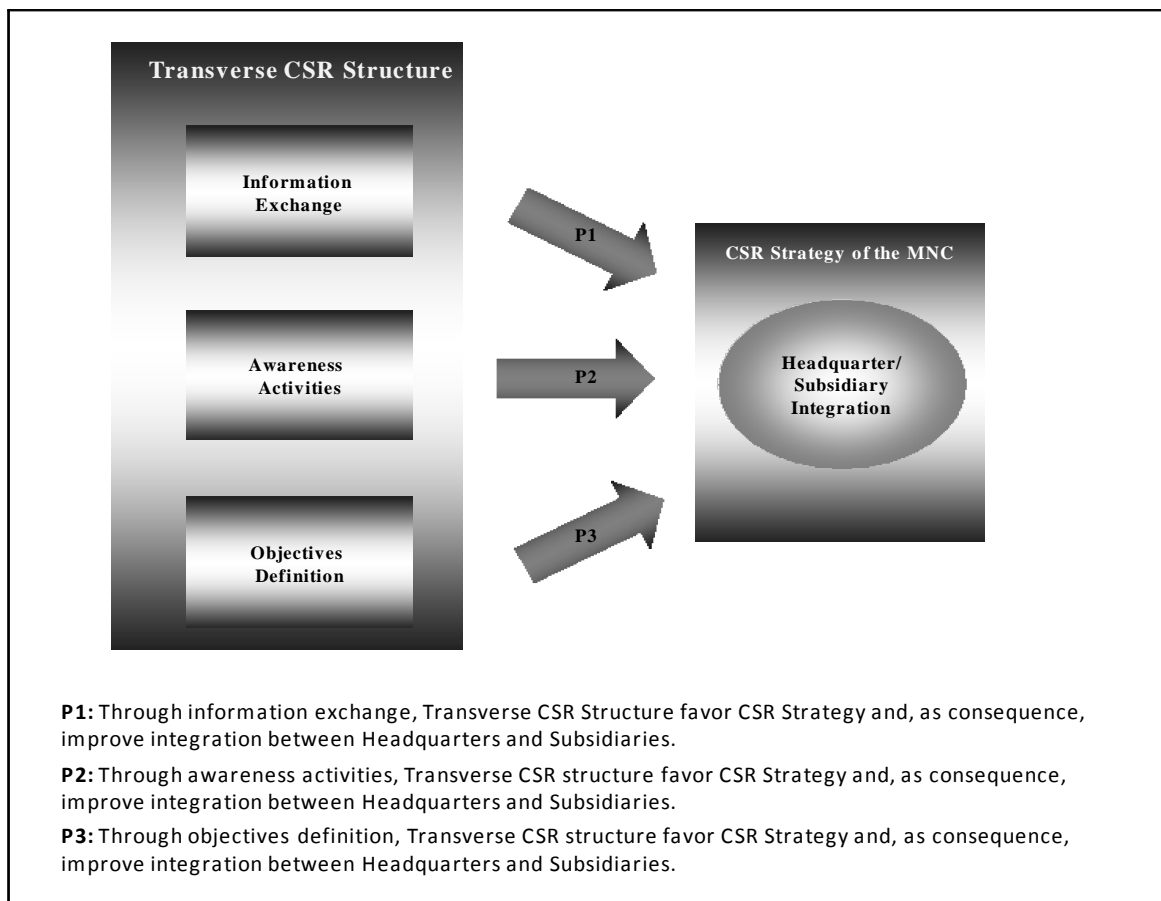 Transverse CSR Structure
Information
Exchange
Awareness
Activities
Objectives
Definition
P1
P2
P3
CSR Strategy of the MNC
Headquarter/
Subsidiary
Integration
P1: Through information exchange, Transverse CSR Structure favor CSR Strategy and, as consequence,
improve integration between Headquarters and Subsidiaries.
P2: Through awareness activities, Transverse CSR structure favor CSR Strategy and, as consequence,
improve integration between Headquarters and Subsidiaries.
P3: Through objectives definition, Transverse CSR structure favor CSR Strategy and, as consequence,
improve integration between Headquarters and Subsidiaries.